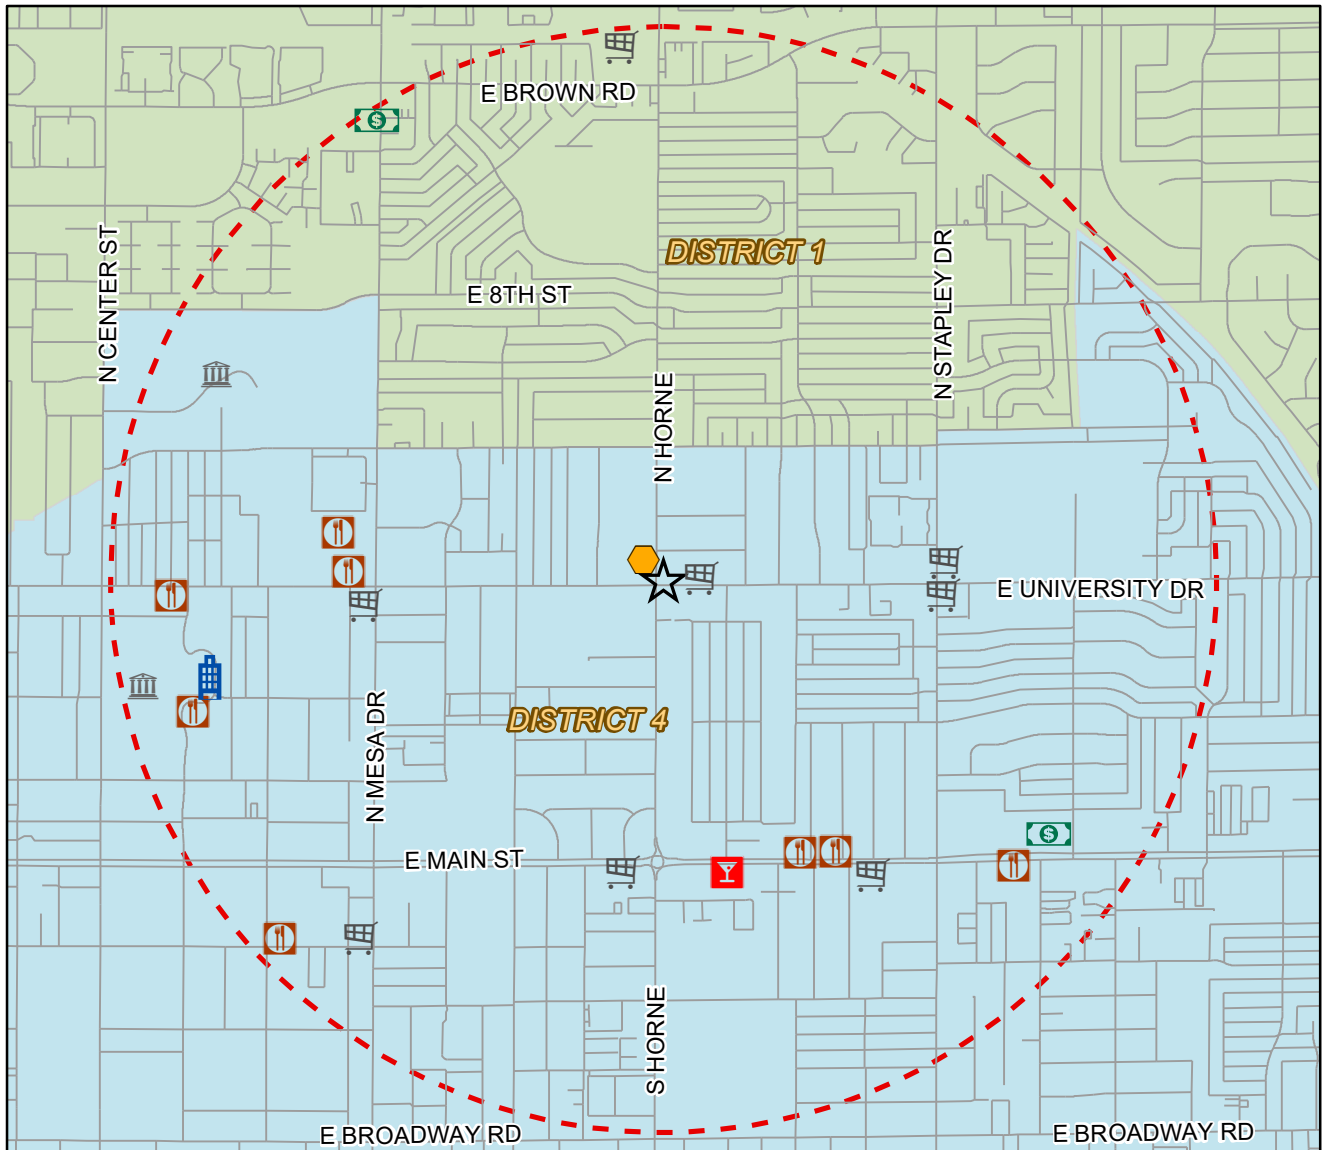 E BROWN RD
$
N CENTER ST
DISTRICT 1
N STAPLEY DR
E 8TH ST
N HORNE
E UNIVERSITY DR
N MESA DR
DISTRICT 4
$
E MAIN ST
S HORNE
E BROADWAY RD
E BROADWAY RD